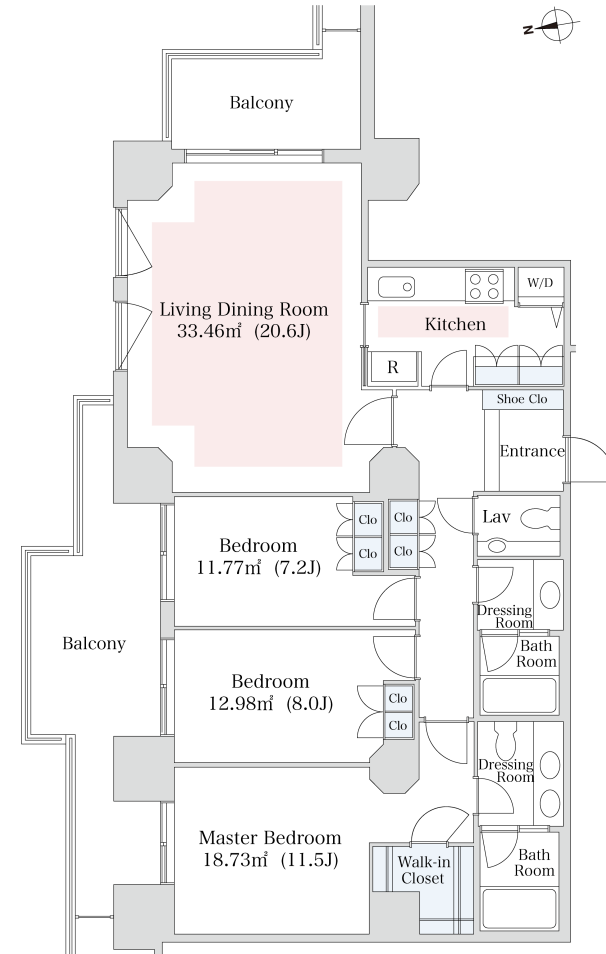 N
Balcony
Living Dining Room
33.46㎡ (20.6J)
W/D
Kitchen
R
Shoe Clo
Entrance
Clo
Clo
Clo
Clo
Lav
Bedroom
11.77㎡ (7.2J)
Dressing
Room
Bath
Room
Balcony
Bedroom
12.98㎡ (8.0J)
Clo
Clo
Dressing
Room
Master Bedroom
18.73㎡ (11.5J)
Walk-in
Closet
Bath
Room